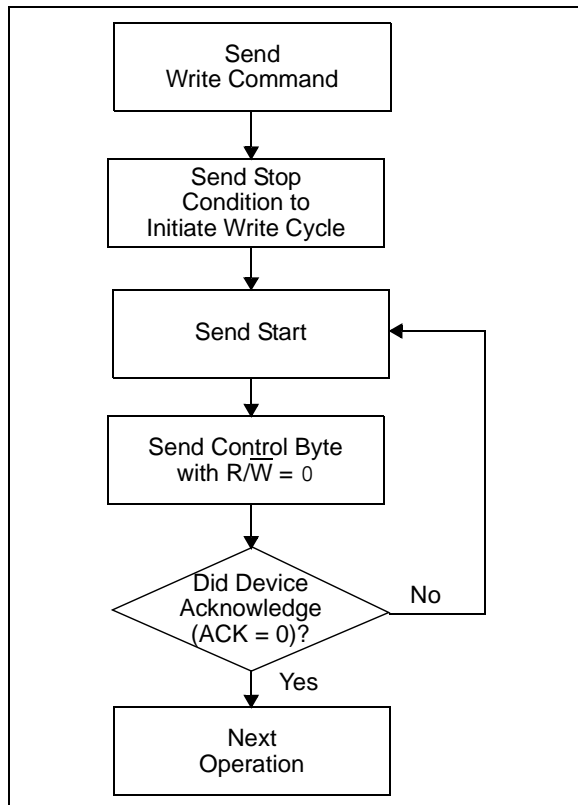 Send
Write Command
Send Stop
Condition to
Initiate Write Cycle
Send Start
Send Control Byte
with R/W̅ = 0
Did Device
Acknowledge
(ACK = 0)?
No
Yes
Next
Operation